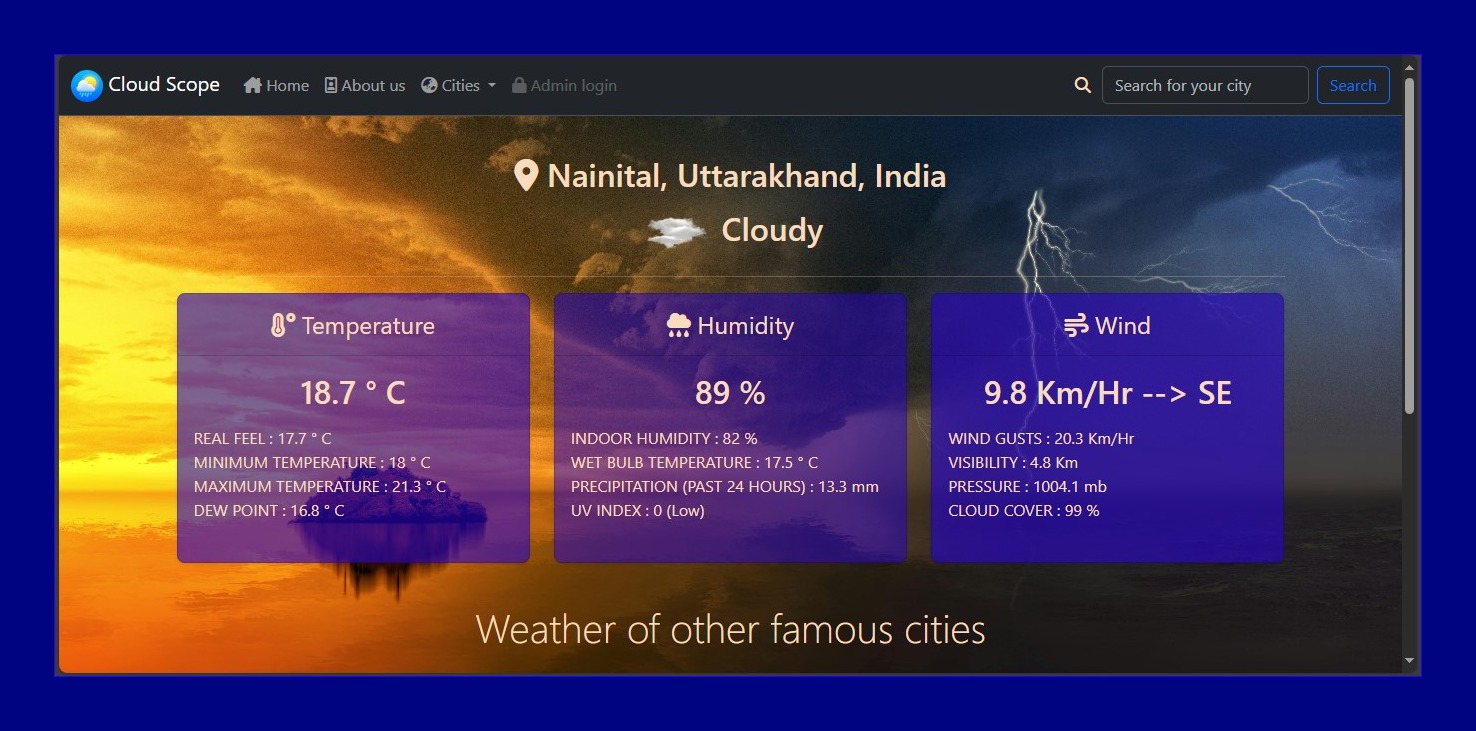 Cloud Scope Home About us Cities Admin login Search for your city Search
Nainital, Uttarakhand, India
Cloudy
Temperature
18.7 ° C
REAL FEEL : 17.7 ° C
MINIMUM TEMPERATURE : 18 ° C
MAXIMUM TEMPERATURE : 21.3 ° C
DEW POINT : 16.8 ° C
Humidity
89 %
INDOOR HUMIDITY : 82 %
WET BULB TEMPERATURE : 17.5 ° C
PRECIPITATION (PAST 24 HOURS) : 13.3 mm
UV INDEX : 0 (Low)
Wind
9.8 Km/Hr --> SE
WIND GUSTS : 20.3 Km/Hr
VISIBILITY : 4.8 Km
PRESSURE : 1004.1 mb
CLOUD COVER : 99 %
Weather of other famous cities